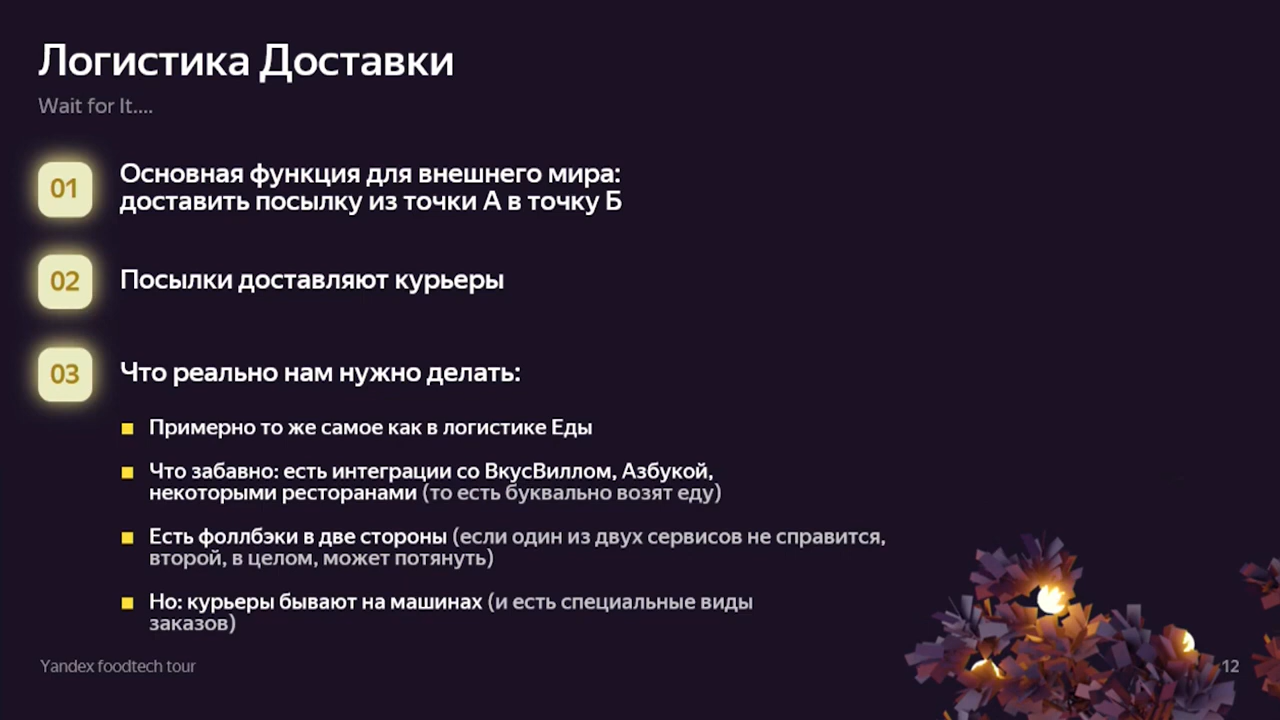 Логистика Доставки
Wait for It....
01
Основная функция для внешнего мира:
доставить посылку из точки А в точку Б
02
Посылки доставляют курьеры
03
Что реально нам нужно делать:
Примерно то же самое как в логистике Еды
Что забавно: есть интеграции со ВкусВиллом, Азбукой,
некоторыми ресторанами (то есть буквально возят еду)
Есть фоллбэки в две стороны (если один из двух сервисов не справится,
второй, в целом, может потянуть)
Но: курьеры бывают на машинах (и есть специальные виды
заказов)
Yandex foodtech tour
12